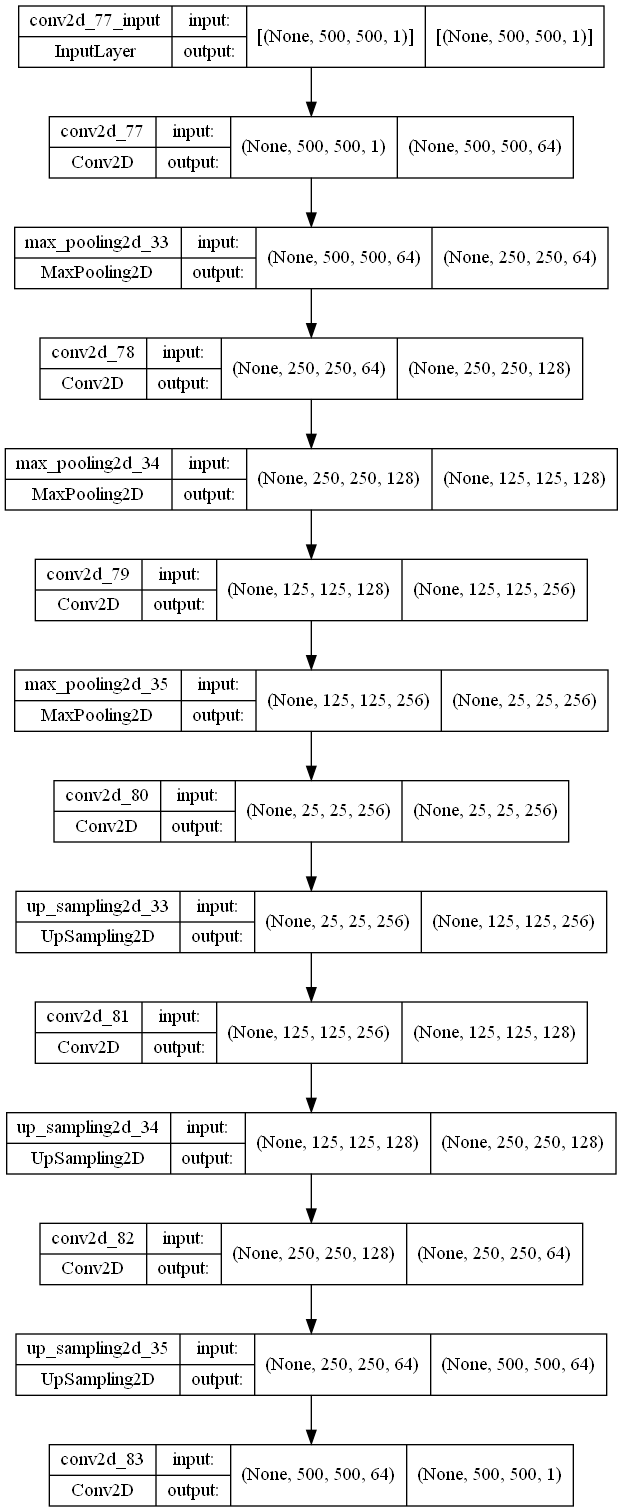 conv2d_77_input input: [(None, 500, 500, 1)] [(None, 500, 500, 1)]
InputLayer output:
conv2d_77 input: (None, 500, 500, 1) (None, 500, 500, 64)
Conv2D output:
max_pooling2d_33 input: (None, 500, 500, 64) (None, 250, 250, 64)
MaxPooling2D output:
conv2d_78 input: (None, 250, 250, 64) (None, 250, 250, 128)
Conv2D output:
max_pooling2d_34 input: (None, 250, 250, 128) (None, 125, 125, 128)
MaxPooling2D output:
conv2d_79 input: (None, 125, 125, 128) (None, 125, 125, 256)
Conv2D output:
max_pooling2d_35 input: (None, 125, 125, 256) (None, 25, 25, 256)
MaxPooling2D output:
conv2d_80 input: (None, 25, 25, 256) (None, 25, 25, 256)
Conv2D output:
up_sampling2d_33 input: (None, 25, 25, 256) (None, 125, 125, 256)
UpSampling2D output:
conv2d_81 input: (None, 125, 125, 256) (None, 125, 125, 128)
Conv2D output:
up_sampling2d_34 input: (None, 125, 125, 128) (None, 250, 250, 128)
UpSampling2D output:
conv2d_82 input: (None, 250, 250, 128) (None, 250, 250, 64)
Conv2D output:
up_sampling2d_35 input: (None, 250, 250, 64) (None, 500, 500, 64)
UpSampling2D output:
conv2d_83 input: (None, 500, 500, 64) (None, 500, 500, 1)
Conv2D output: